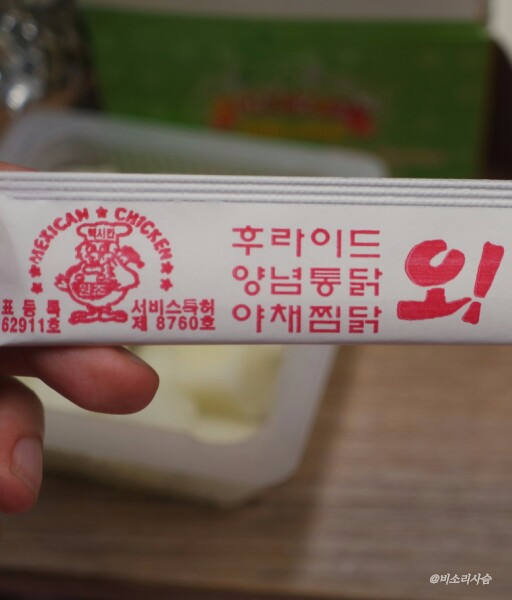 ★ MEXICAN ★ CHICKEN ★
멕시칸
원조
표 등 록
62911호
서비스특허
제 8760호
후라이드
양념통닭
야채찜닭
외!
@비소리사슴